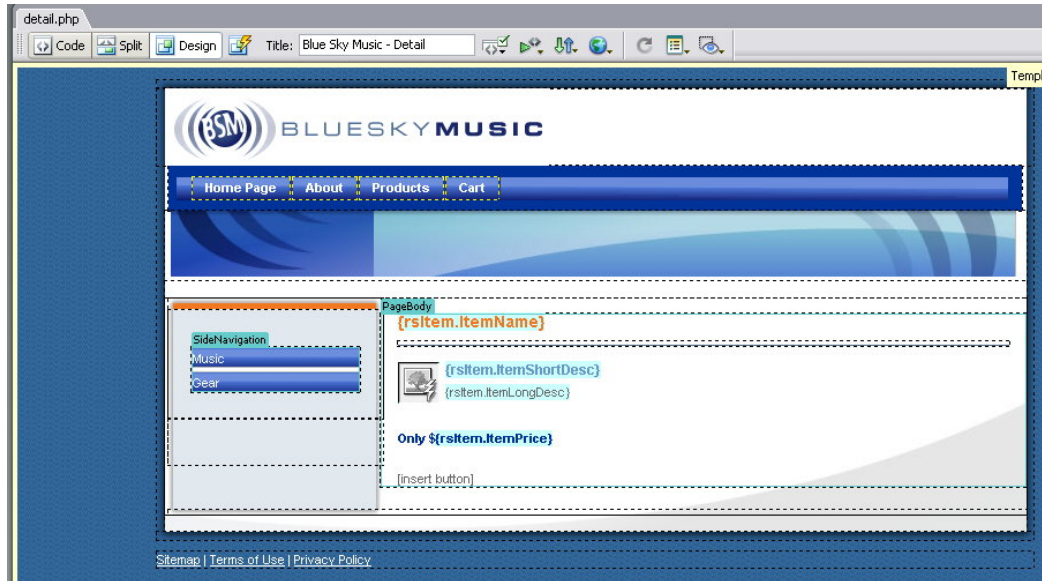 detail.php
Code Split Design Title: Blue Sky Music - Detail
Templ
BSM BLUESKYMUSIC
Home Page About Products Cart
PageBody
{rsItem.ItemName}
SideNavigation
Music
Gear
{rsItem.ItemShortDesc}
{rsItem.ItemLongDesc}
Only ${rsItem.ItemPrice}
[insert button]
Sitemap | Terms of Use | Privacy Policy